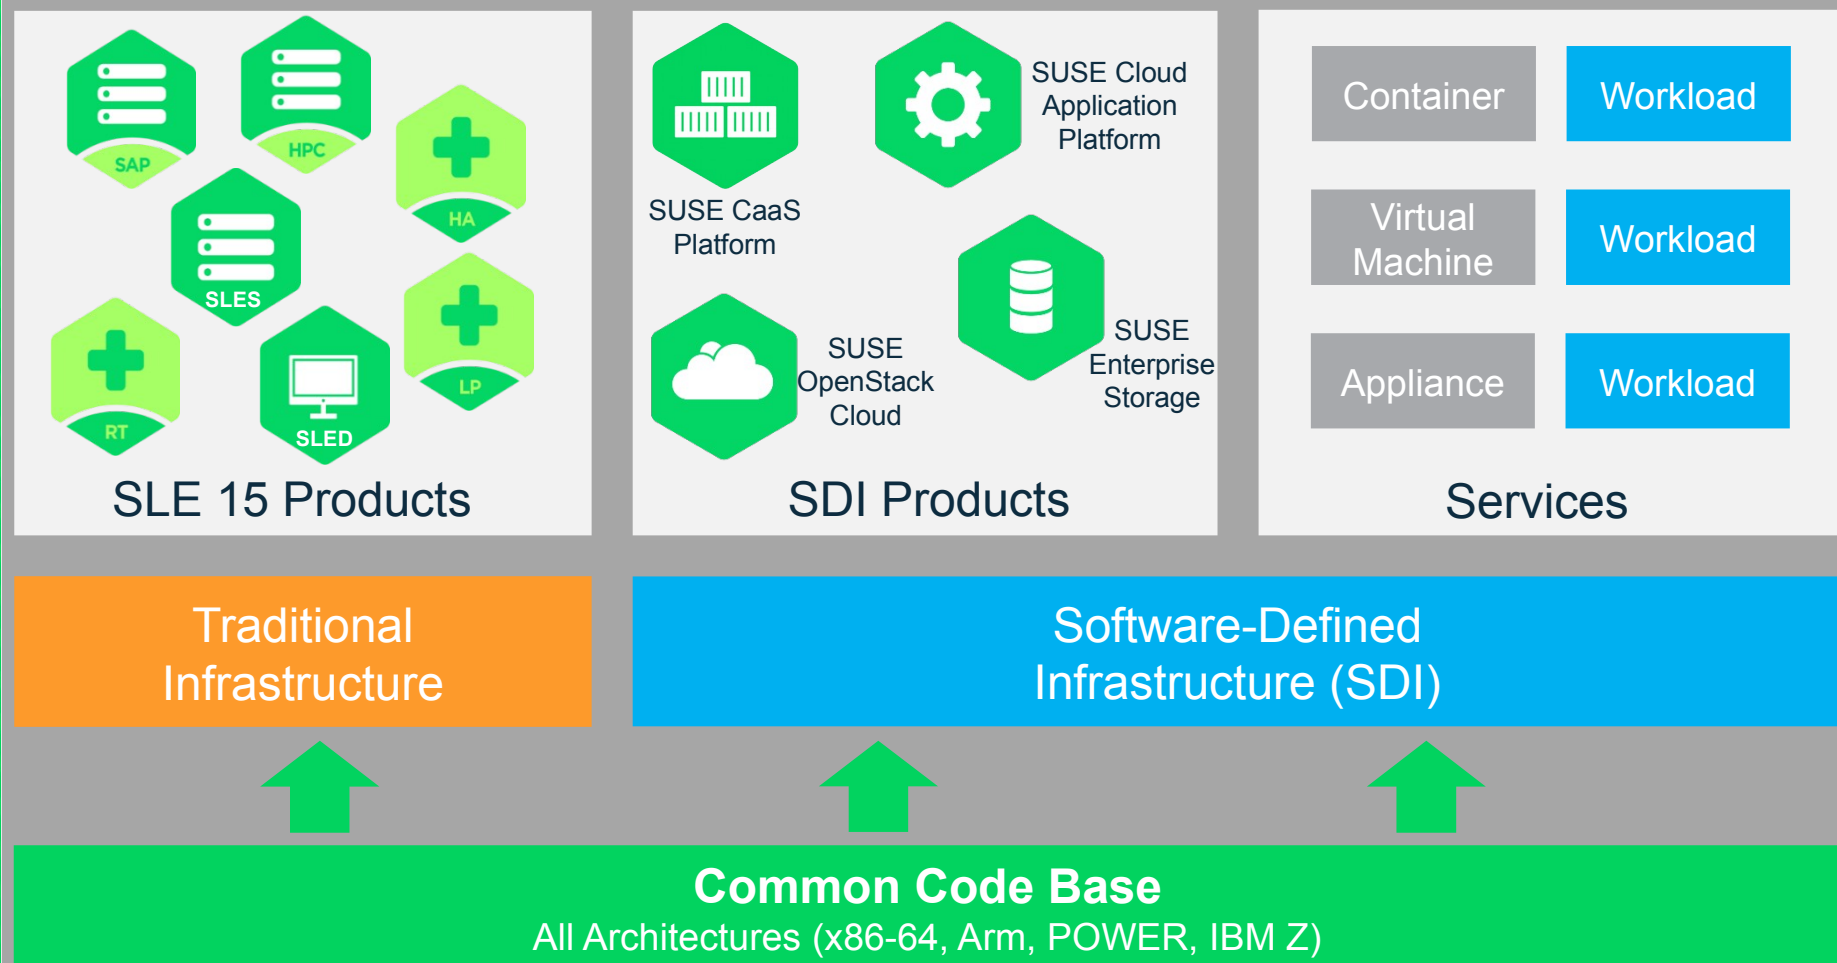 SAP
HPC
HA
SLES
LP
RT
SLED
SLE 15 Products
SUSE CaaS
Platform
SUSE Cloud
Application
Platform
SUSE
OpenStack
Cloud
SUSE
Enterprise
Storage
SDI Products
Container
Workload
Virtual
Machine
Workload
Appliance
Workload
Services
Traditional
Infrastructure
Software-Defined
Infrastructure (SDI)
Common Code Base
All Architectures (x86-64, Arm, POWER, IBM Z)